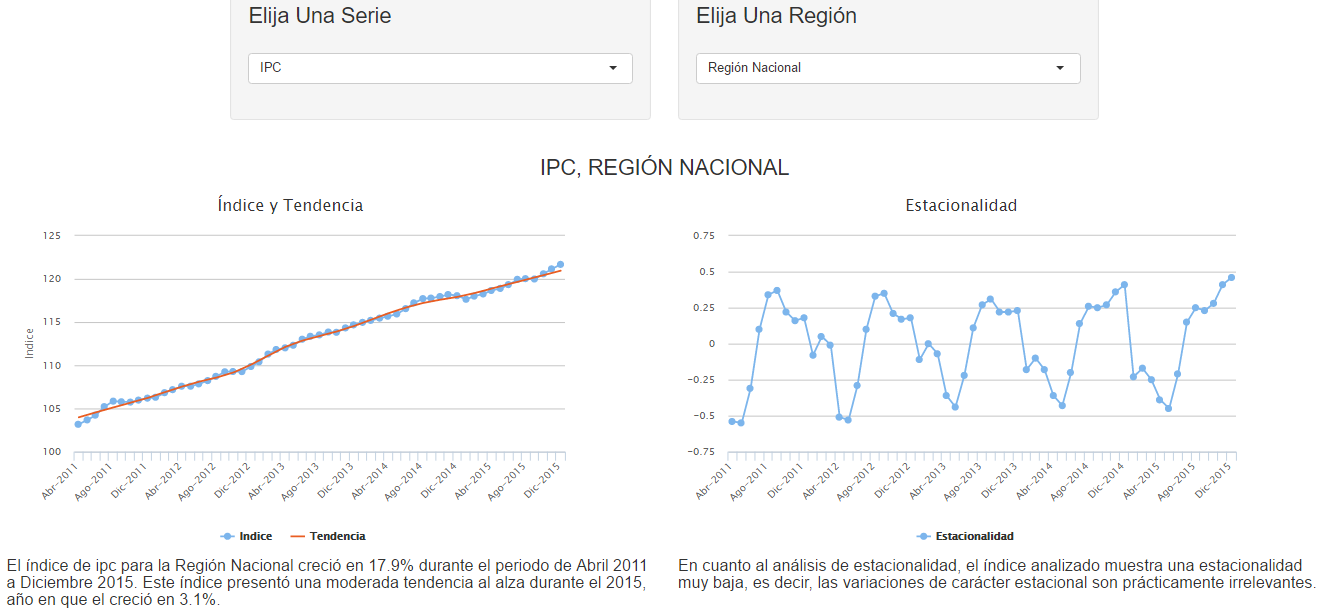 Elija Una Serie
Elija Una Región
IPC
Región Nacional
IPC, REGIÓN NACIONAL
Índice y Tendencia
125
120
115
110
105
100
Indice
Abr-2011
Ago-2011
Dic-2011
Abr-2012
Ago-2012
Dic-2012
Abr-2013
Ago-2013
Dic-2013
Abr-2014
Ago-2014
Dic-2014
Abr-2015
Ago-2015
Dic-2015
Indice
Tendencia
Estacionalidad
0.75
0.5
0.25
0
-0.25
-0.5
-0.75
Abr-2011
Ago-2011
Dic-2011
Abr-2012
Ago-2012
Dic-2012
Abr-2013
Ago-2013
Dic-2013
Abr-2014
Ago-2014
Dic-2014
Abr-2015
Ago-2015
Dic-2015
Estacionalidad
El índice de ipc para la Región Nacional creció en 17.9% durante el periodo de Abril 2011
a Diciembre 2015. Este índice presentó una moderada tendencia al alza durante el 2015,
año en que el creció en 3.1%.
En cuanto al análisis de estacionalidad, el índice analizado muestra una estacionalidad
muy baja, es decir, las variaciones de carácter estacional son prácticamente irrelevantes.